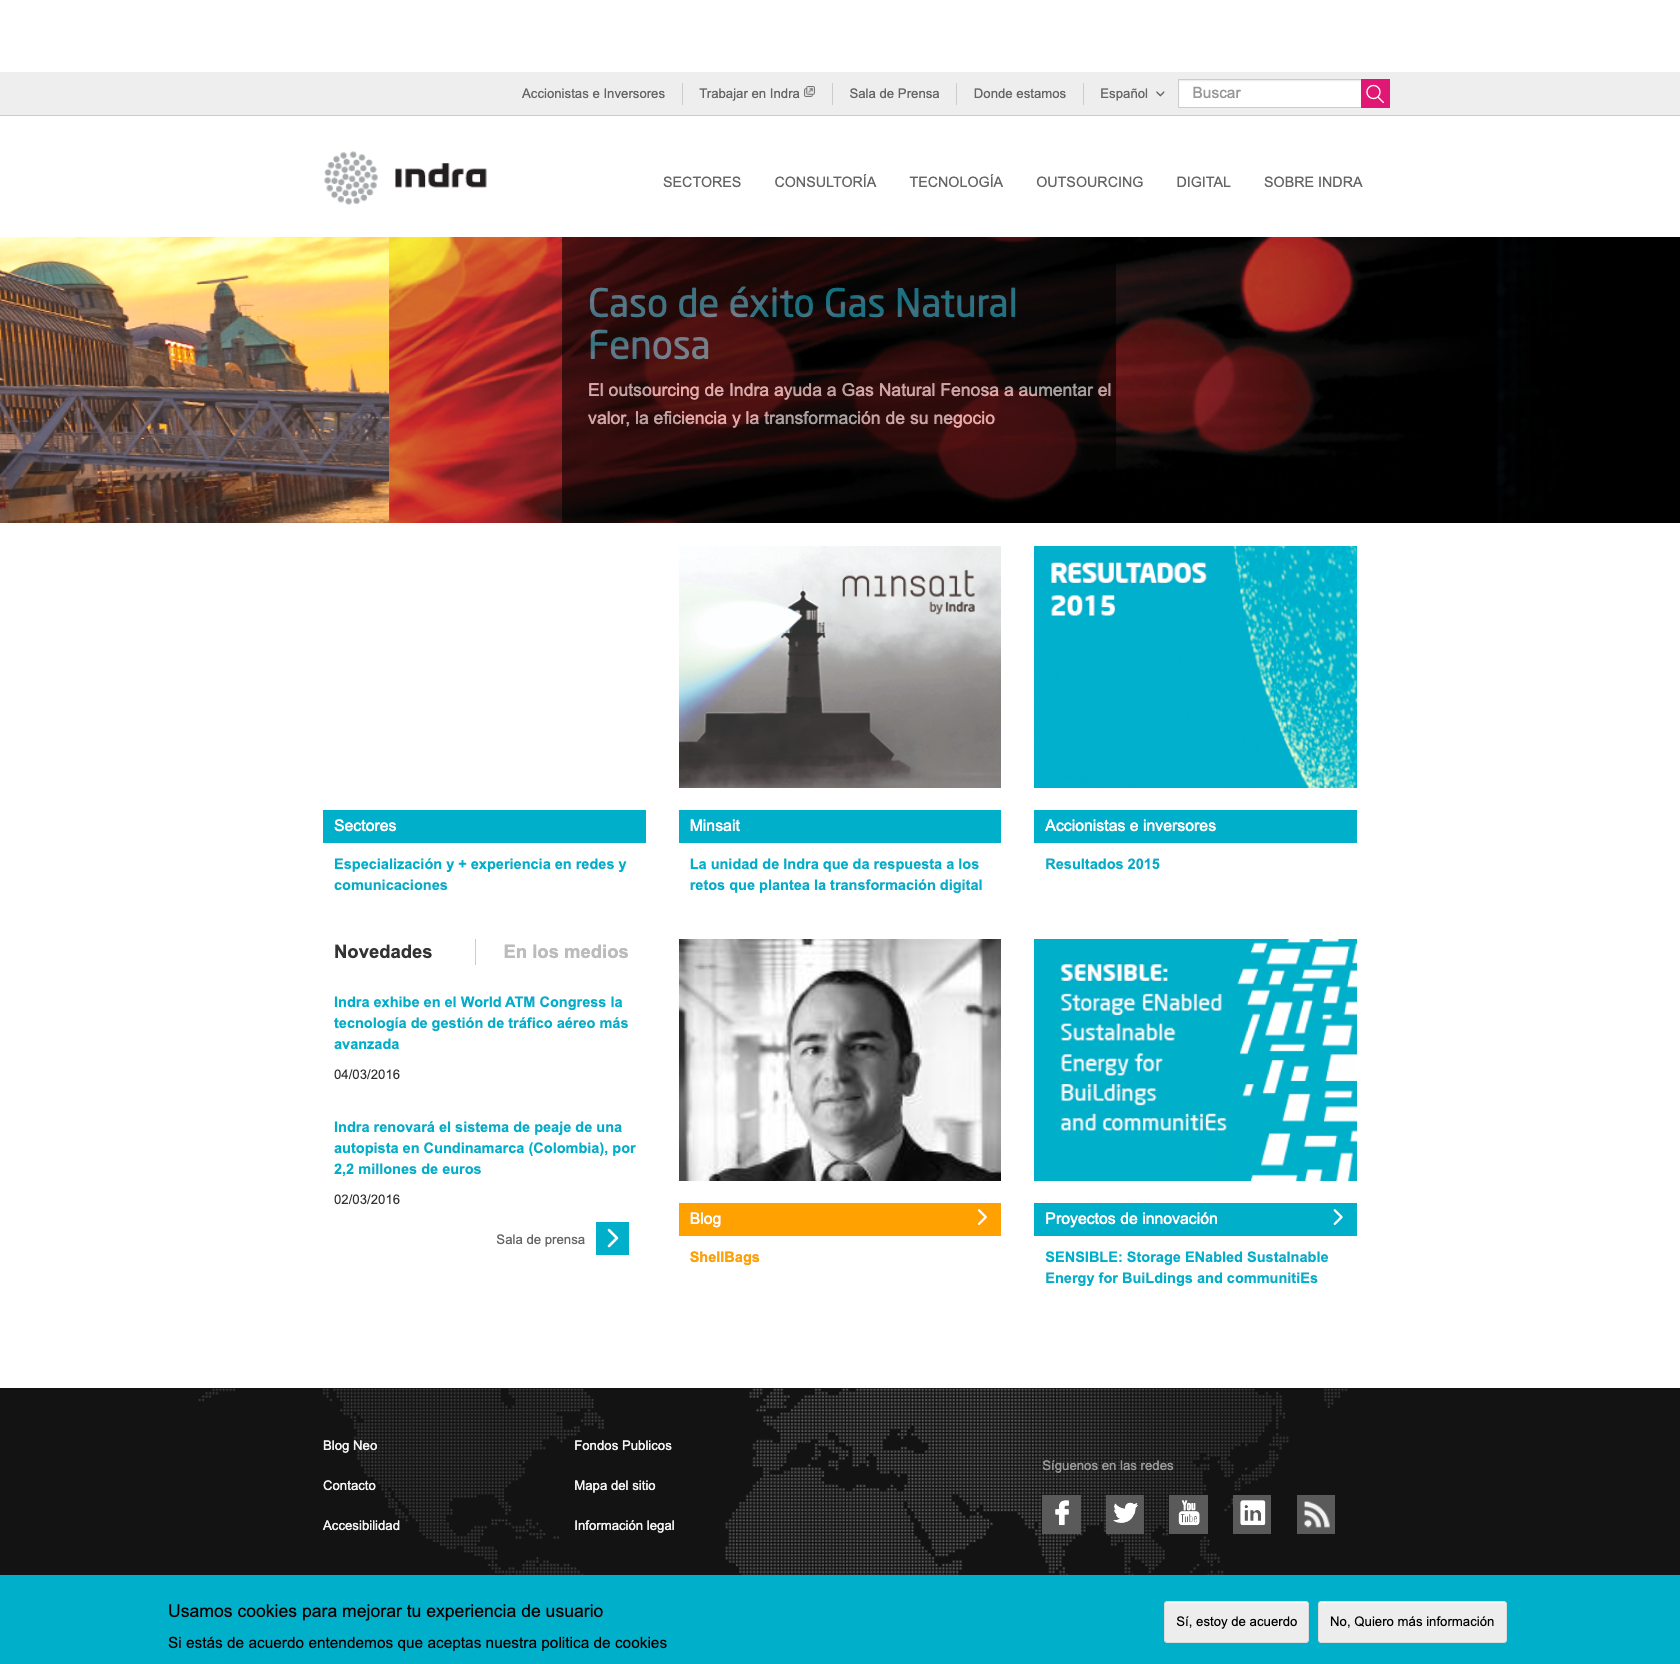 Accionistas e Inversores
Trabajar en Indra
Sala de Prensa
Donde estamos
Español
Buscar
indra
SECTORES
CONSULTORÍA
TECNOLOGÍA
OUTSOURCING
DIGITAL
SOBRE INDRA
Caso de éxito Gas Natural
Fenosa
El outsourcing de Indra ayuda a Gas Natural Fenosa a aumentar el
valor, la eficiencia y la transformación de su negocio
minsait
by Indra
RESULTADOS
2015
Sectores
Especialización y + experiencia en redes y
comunicaciones
Minsait
La unidad de Indra que da respuesta a los
retos que plantea la transformación digital
Accionistas e inversores
Resultados 2015
Novedades
En los medios
Indra exhibe en el World ATM Congress la
tecnología de gestión de tráfico aéreo más
avanzada
04/03/2016
Indra renovará el sistema de peaje de una
autopista en Cundinamarca (Colombia), por
2,2 millones de euros
02/03/2016
Sala de prensa
Blog
ShellBags
SENSIBLE:
Storage ENabled
SustaInable
Energy for
BuiLdings
and communitiEs
Proyectos de innovación
SENSIBLE: Storage ENabled SustaInable
Energy for BuiLdings and communitiEs
Blog Neo
Contacto
Accesibilidad
Fondos Publicos
Mapa del sitio
Información legal
Síguenos en las redes
You
Tube
in
Usamos cookies para mejorar tu experiencia de usuario
Si estás de acuerdo entendemos que aceptas nuestra politica de cookies
Sí, estoy de acuerdo
No, Quiero más información